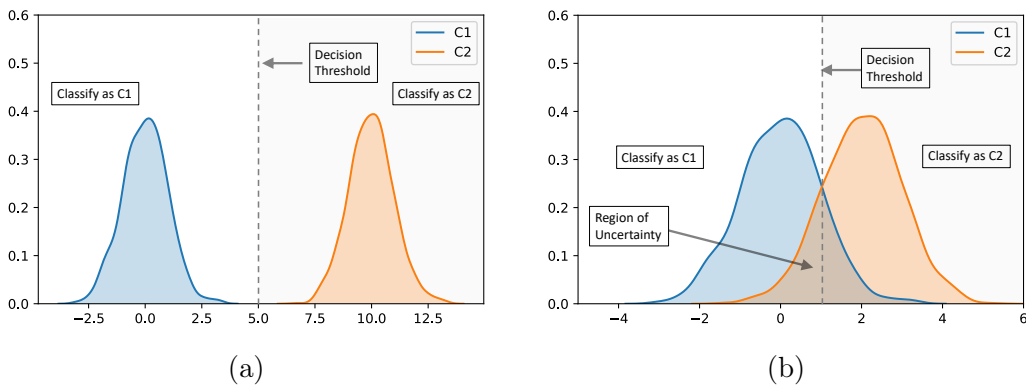 0.6
0.5
0.4
0.3
0.2
0.1
0.0
C1
C2
Decision
Threshold
Classify as C1
Classify as C2
−2.5 0.0 2.5 5.0 7.5 10.0 12.5
(a)
0.6
0.5
0.4
0.3
0.2
0.1
0.0
C1
C2
Decision
Threshold
Classify as C1
Classify as C2
Region of
Uncertainty
−4 −2 0 2 4 6
(b)